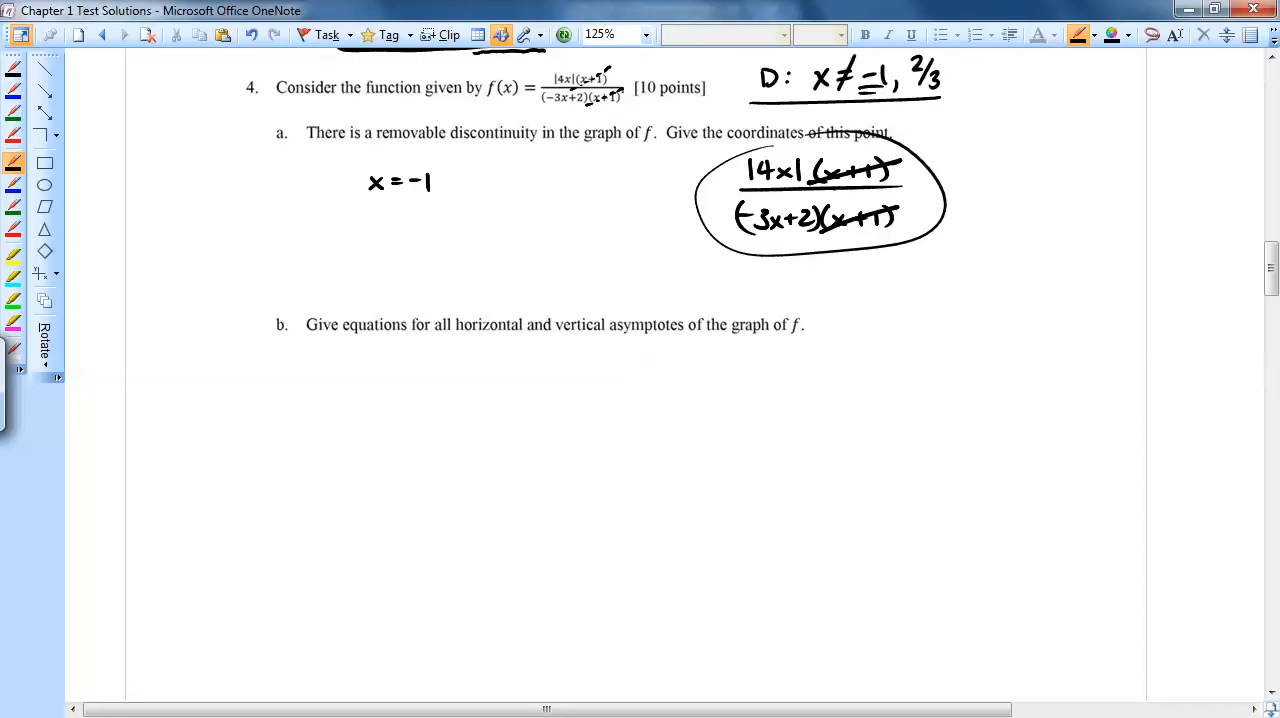 Chapter 1 Test Solutions - Microsoft Office OneNote
Task Tag Clip 125% B I U A
4. Consider the function given by f(x) = |4x|(x+1) / (−3x+2)(x+1) [10 points]
D: x ≠ -1, 2/3
a. There is a removable discontinuity in the graph of f. Give the coordinates of this point.
x = -1
|4x|(x+1)
(-3x+2)(x+1)
b. Give equations for all horizontal and vertical asymptotes of the graph of f.
Rotate